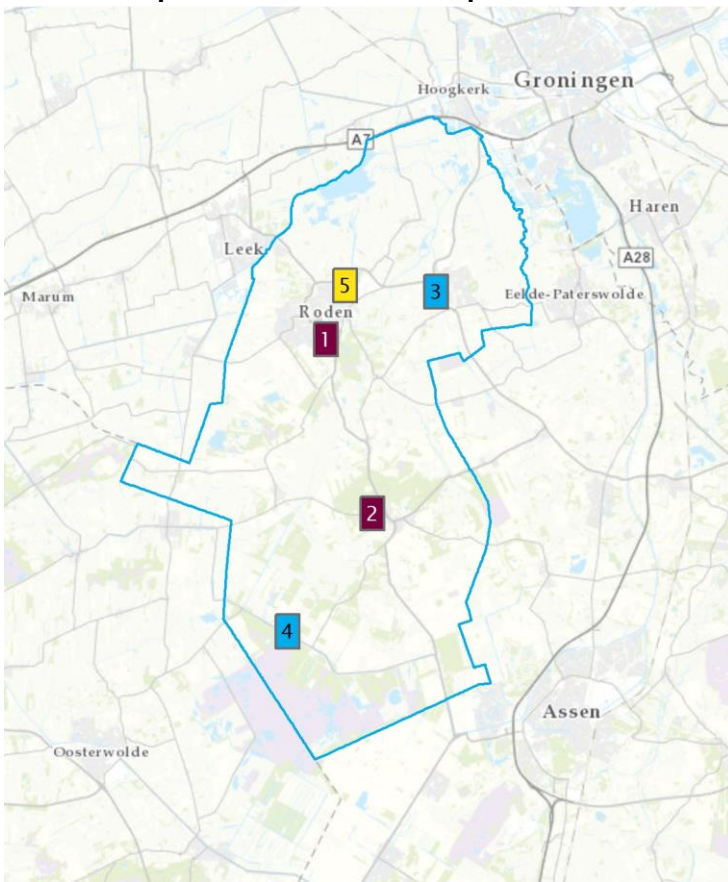 Groningen
Hoogkerk
A7
Haren
Leek
A28
5
3
Eelde-Paterswolde
Marum
Roden
1
2
4
Assen
Oosterwolde